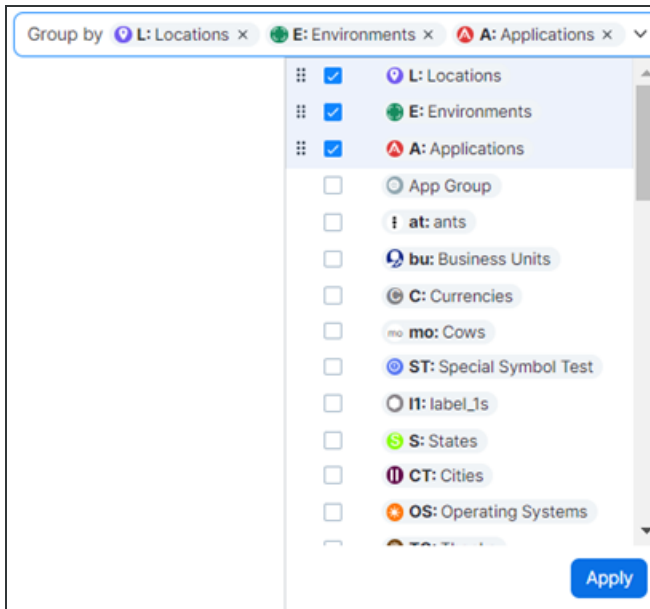 Group by L: Locations × E: Environments × A: Applications ×
L: Locations
E: Environments
A: Applications
App Group
at: ants
bu: Business Units
C: Currencies
mo mo: Cows
ST: Special Symbol Test
l1: label_1s
S: States
CT: Cities
OS: Operating Systems
Apply